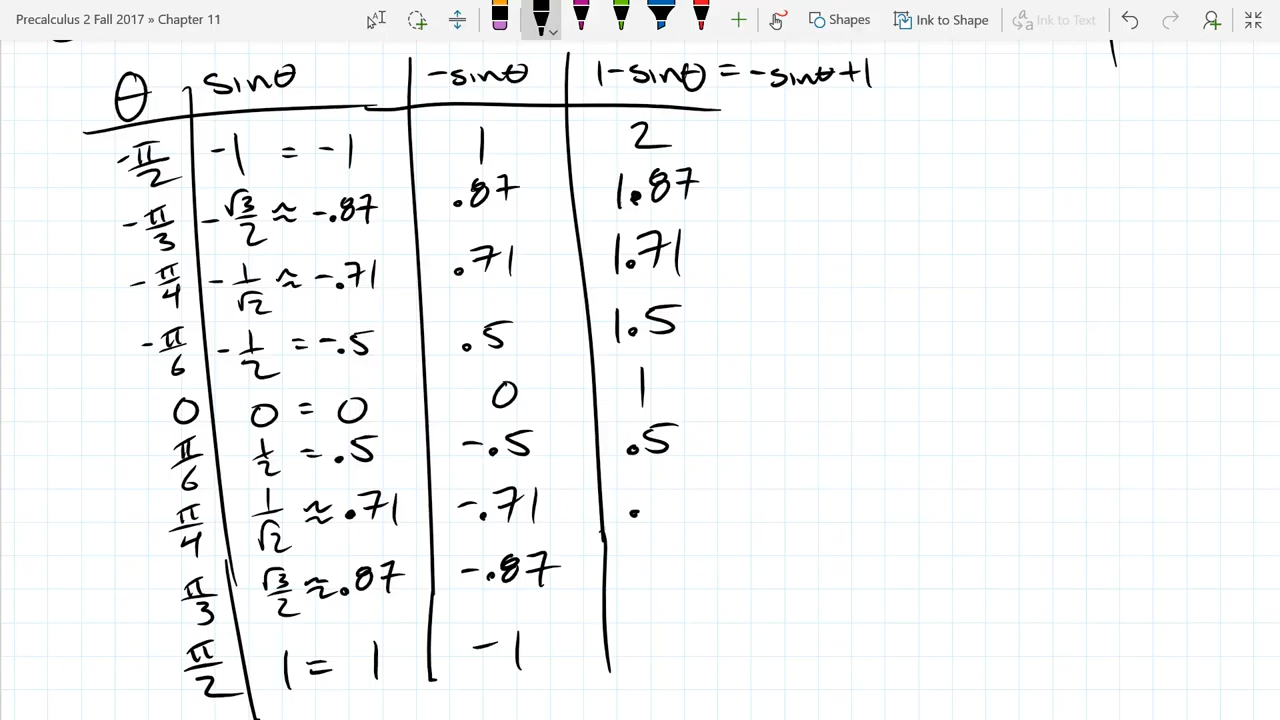 Precalculus 2 Fall 2017 » Chapter 11
Shapes
Ink to Shape
Ink to Text
θ sinθ -sinθ 1-sinθ = -sinθ+1
-π/2 -1 = -1 1 2
-π/3 -√3/2 ≈ -.87 .87 1.87
-π/4 -1/√2 ≈ -.71 .71 1.71
-π/6 -1/2 = -.5 .5 1.5
0 0 = 0 0 1
π/6 1/2 = .5 -.5 .5
π/4 1/√2 ≈ .71 -.71 .
π/3 √3/2 ≈ .87 -.87
π/2 1 = 1 -1